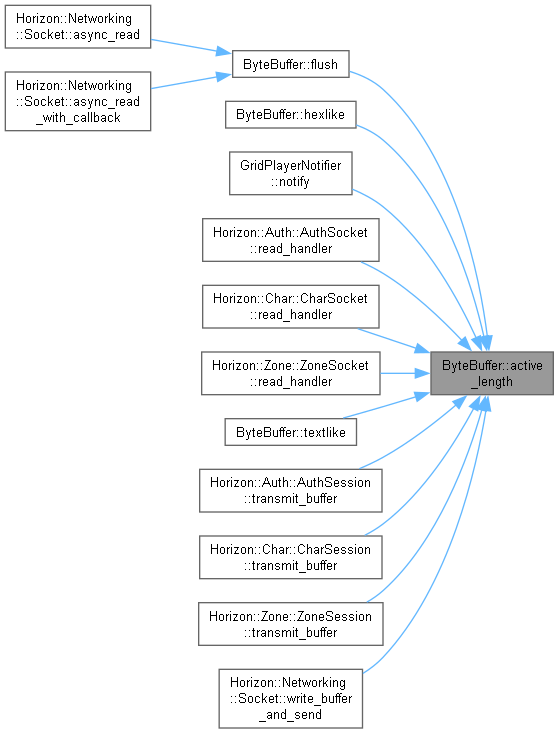 Horizon::Networking
::Socket::async_read
Horizon::Networking
::Socket::async_read
_with_callback
ByteBuffer::flush
ByteBuffer::hexlike
GridPlayerNotifier
::notify
Horizon::Auth::AuthSocket
::read_handler
Horizon::Char::CharSocket
::read_handler
Horizon::Zone::ZoneSocket
::read_handler
ByteBuffer::textlike
Horizon::Auth::AuthSession
::transmit_buffer
Horizon::Char::CharSession
::transmit_buffer
Horizon::Zone::ZoneSession
::transmit_buffer
Horizon::Networking
::Socket::write_buffer
_and_send
ByteBuffer::active
_length